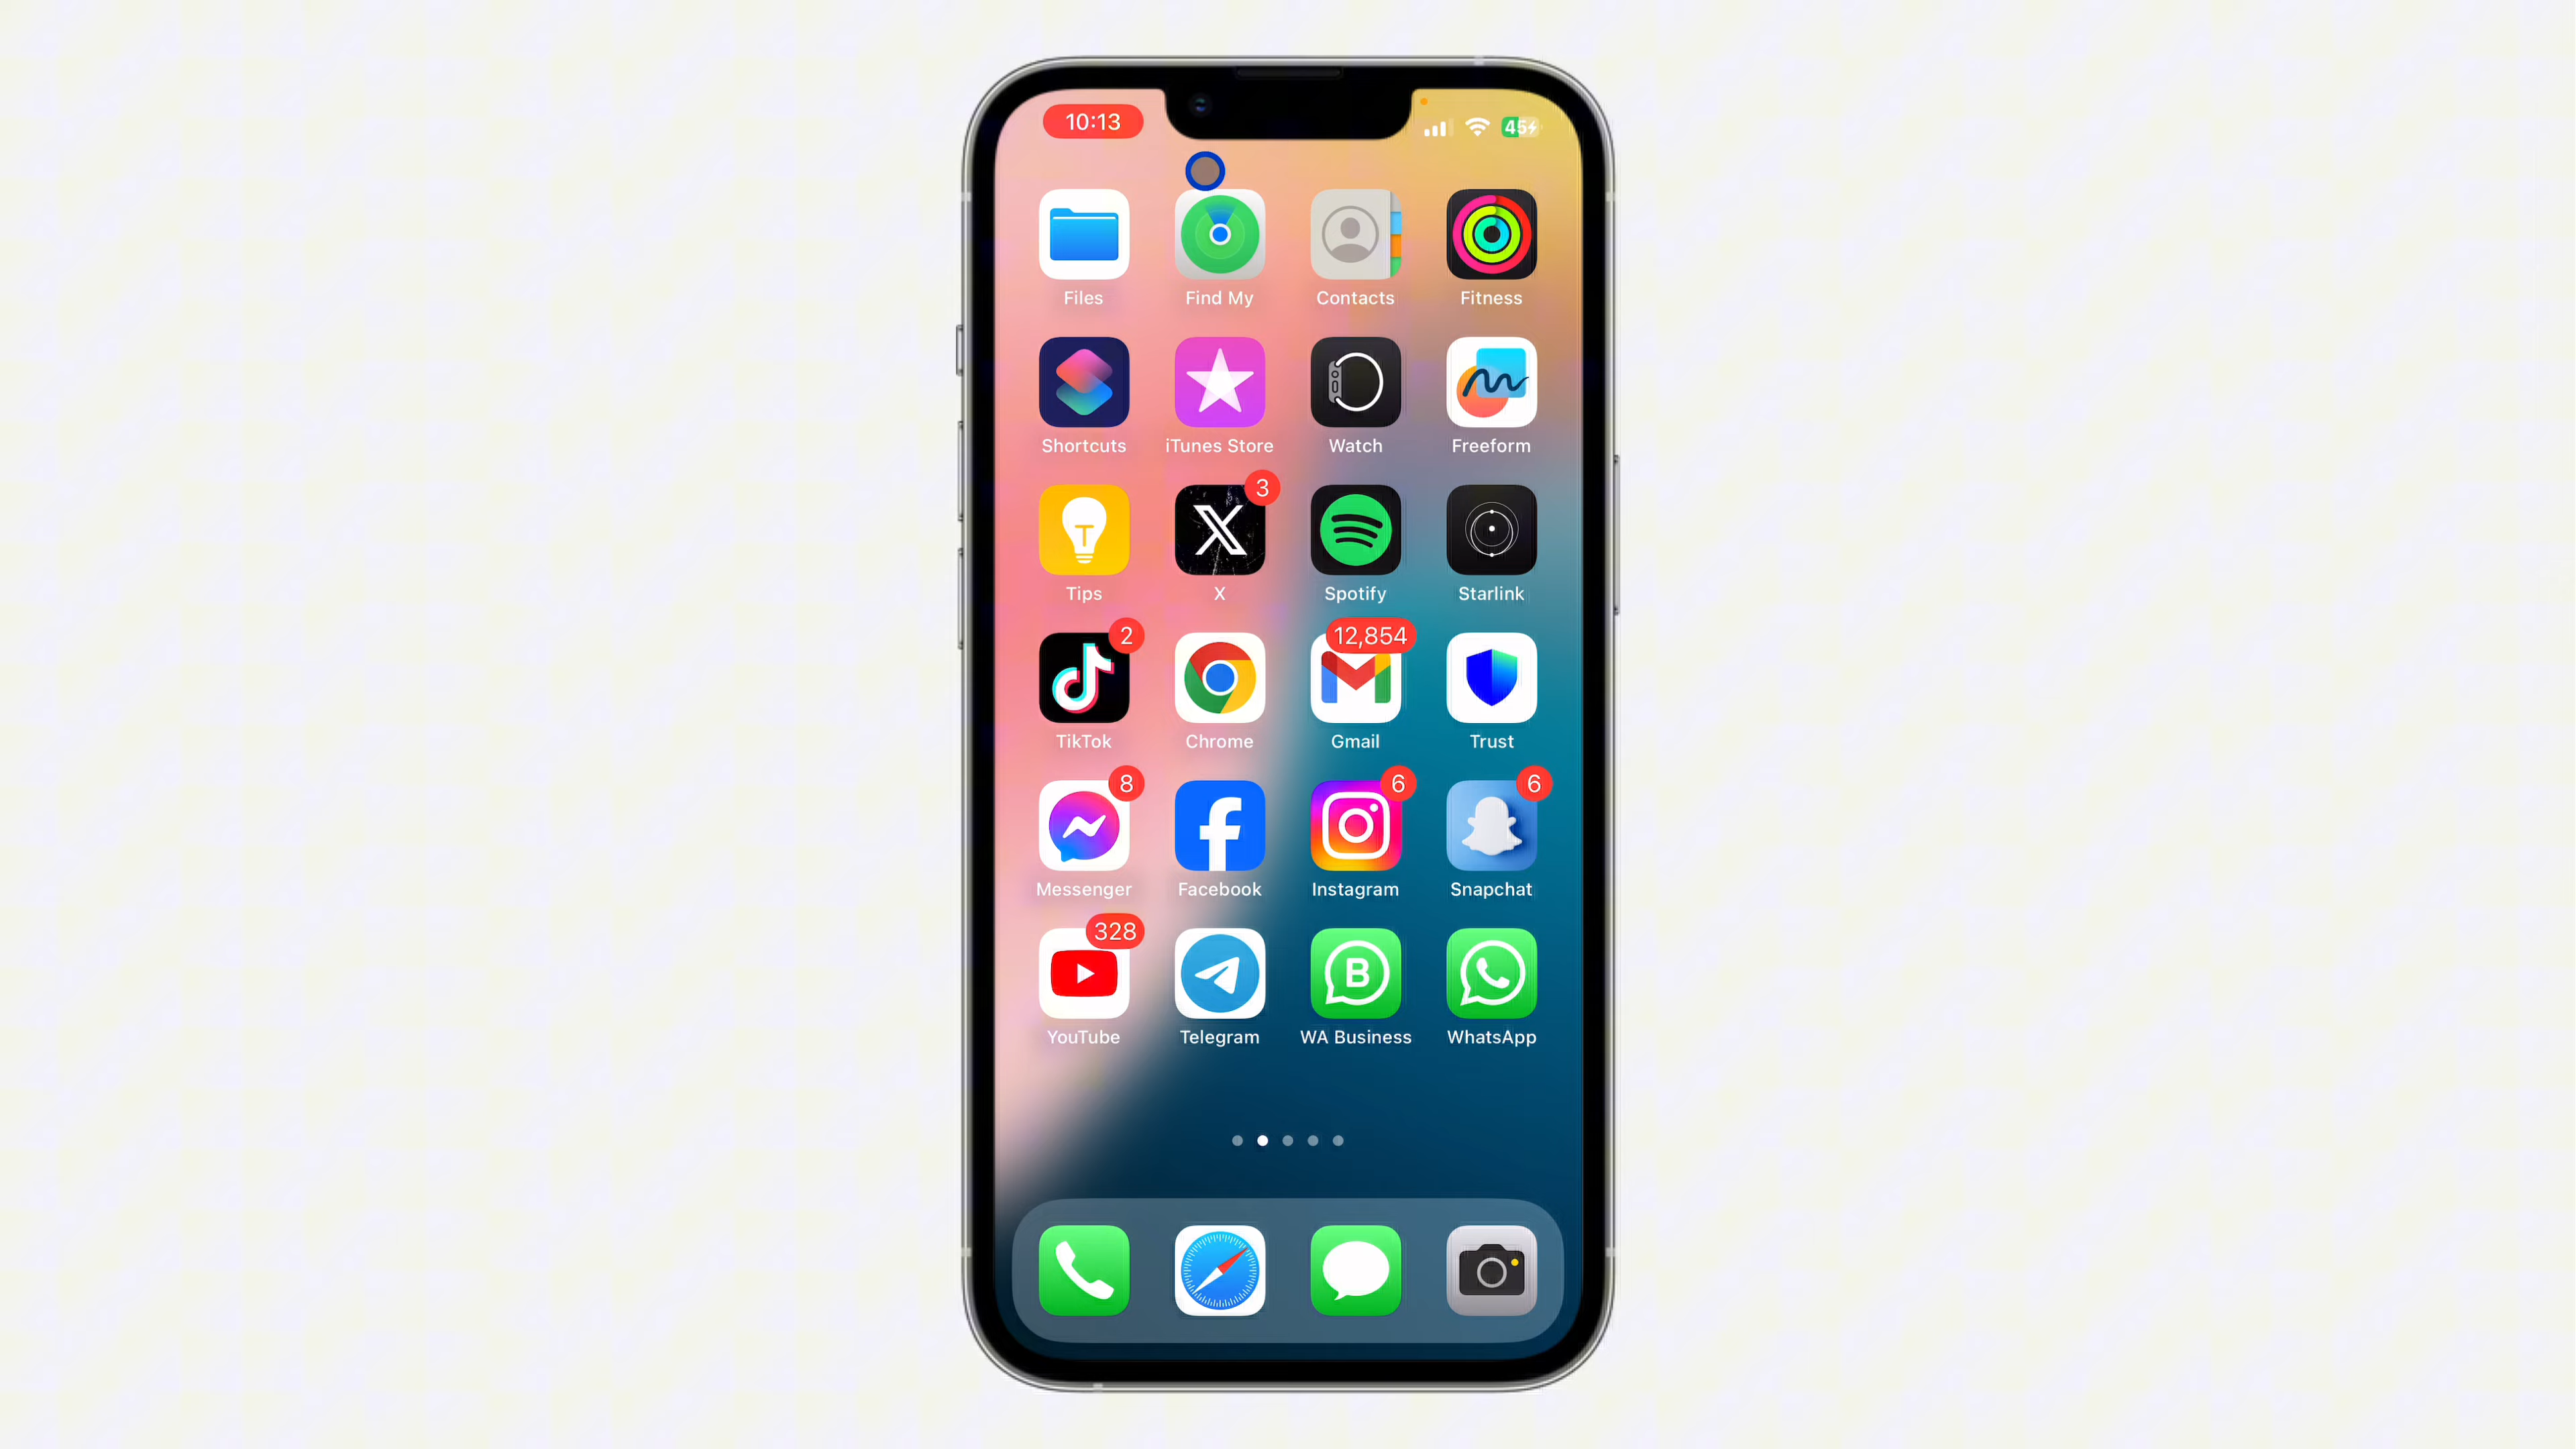 10:13
45
Files Find My Contacts Fitness
Shortcuts iTunes Store Watch Freeform
3
Tips X Spotify Starlink
2 12,854
TikTok Chrome Gmail Trust
8 6 6
Messenger Facebook Instagram Snapchat
328
B
YouTube Telegram WA Business WhatsApp